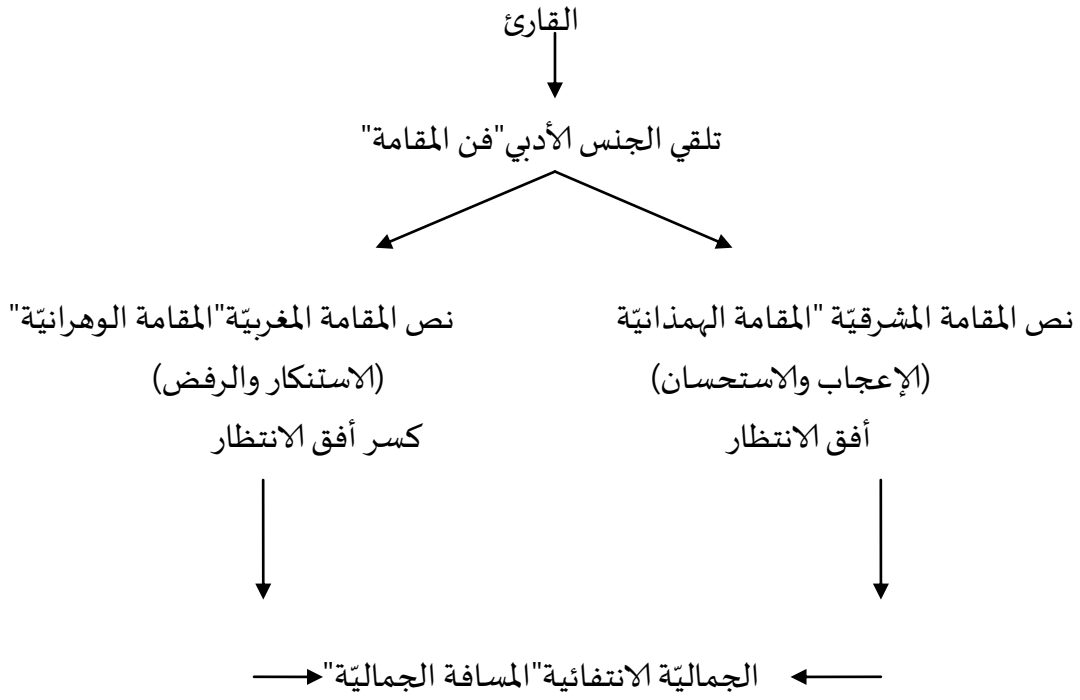 القارئ
تلقي الجنس الأدبي"فن المقامة"
نص المقامة المشرقيّة "المقامة الهمذانيّة
(الإعجاب والاستحسان)
أفق الانتظار
نص المقامة المغربيّة"المقامة الوهرانيّة"
(الاستنكار والرفض)
كسر أفق الانتظار
الجماليّة الانتفائية"المسافة الجماليّة"